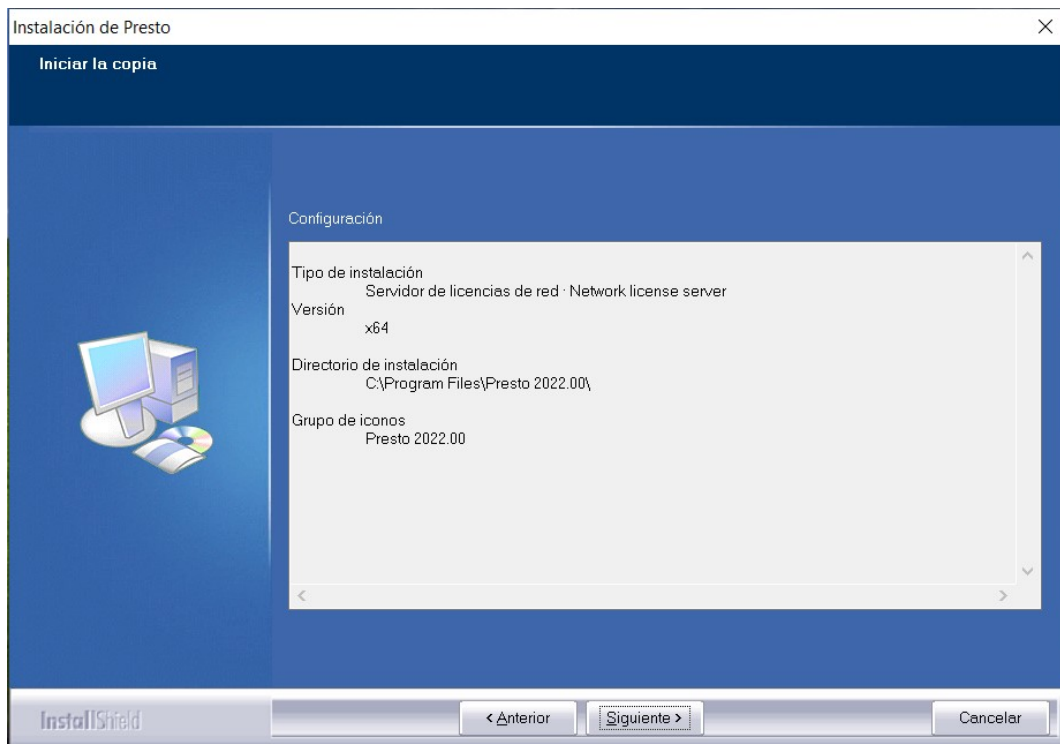 Instalación de Presto
Iniciar la copia
Configuración
Tipo de instalación
Servidor de licencias de red · Network license server
Versión
x64
Directorio de instalación
C:\Program Files\Presto 2022.00\
Grupo de iconos
Presto 2022.00
InstallShield
< Anterior
Siguiente >
Cancelar